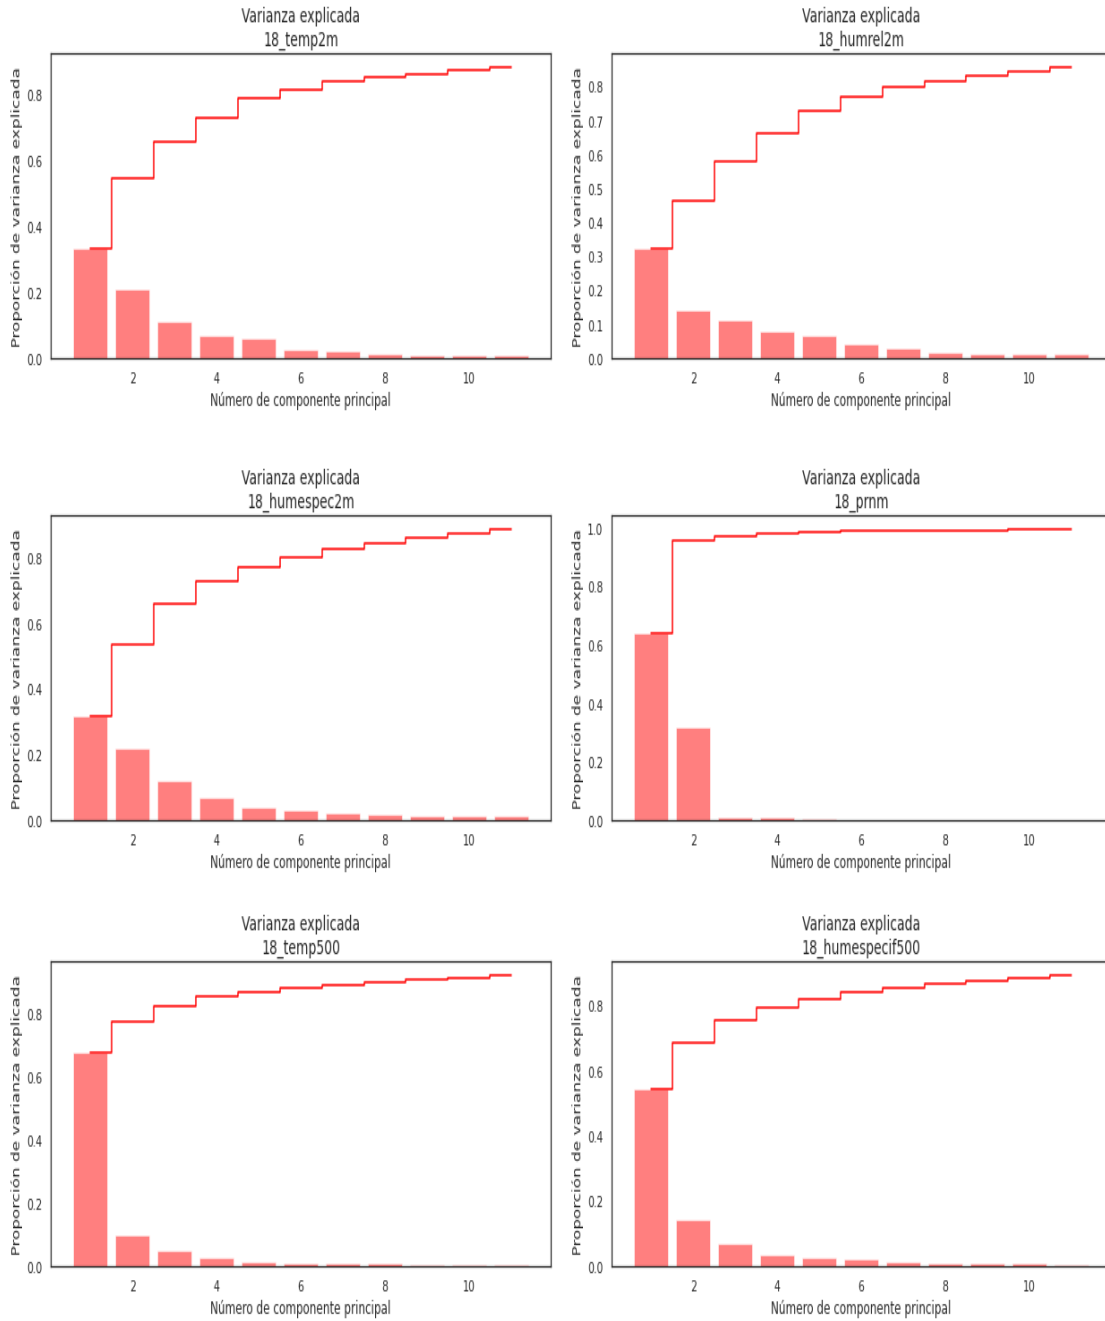 Varianza explicada
18_temp2m
Proporción de varianza explicada
0.8
0.6
0.4
0.2
0.0
2 4 6 8 10
Número de componente principal
Varianza explicada
18_humrel2m
Proporción de varianza explicada
0.8
0.7
0.6
0.5
0.4
0.3
0.2
0.1
0.0
2 4 6 8 10
Número de componente principal
Varianza explicada
18_humespec2m
Proporción de varianza explicada
0.8
0.6
0.4
0.2
0.0
2 4 6 8 10
Número de componente principal
Varianza explicada
18_prnm
Proporción de varianza explicada
1.0
0.8
0.6
0.4
0.2
0.0
2 4 6 8 10
Número de componente principal
Varianza explicada
18_temp500
Proporción de varianza explicada
0.8
0.6
0.4
0.2
0.0
2 4 6 8 10
Número de componente principal
Varianza explicada
18_humespecif500
Proporción de varianza explicada
0.8
0.6
0.4
0.2
0.0
2 4 6 8 10
Número de componente principal